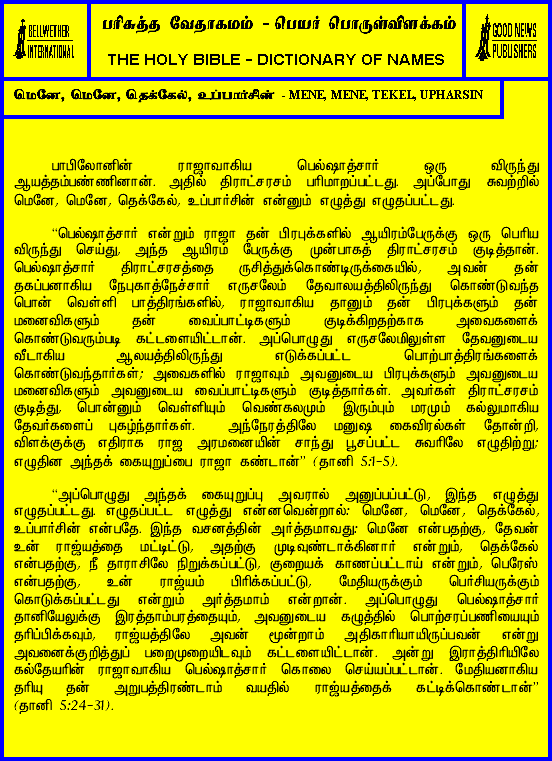 BELLWETHER
INTERNATIONAL
பரிசுத்த வேதாகமம் - பெயர் பொருள்விளக்கம்
THE HOLY BIBLE - DICTIONARY OF NAMES
GOOD NEWS
PUBLISHERS
மெனே, மெனே, தெக்கேல், உப்பார்சின் - MENE, MENE, TEKEL, UPHARSIN
பாபிலோனின் ராஜாவாகிய பெல்ஷாத்சார் ஒரு விருந்து
ஆயத்தம்பண்ணினான். அதில் திராட்சரசம் பரிமாறப்பட்டது. அப்போது சுவற்றில்
மெனே, மெனே, தெக்கேல், உப்பார்சின் என்னும் எழுத்து எழுதப்பட்டது.
“பெல்ஷாத்சார் என்றும் ராஜா தன் பிரபுக்களில் ஆயிரம்பேருக்கு ஒரு பெரிய
விருந்து செய்து, அந்த ஆயிரம் பேருக்கு முன்பாகத் திராட்சரசம் குடித்தான்.
பெல்ஷாத்சார் திராட்சரசத்தை ருசித்துக்கொண்டிருக்கையில், அவன் தன்
தகப்பனாகிய நேபுகாத்நேச்சார் எருசலேம் தேவாலயத்திலிருந்து கொண்டுவந்த
பொன் வெள்ளி பாத்திரங்களில், ராஜாவாகிய தானும் தன் பிரபுக்களும் தன்
மனைவிகளும் தன் வைப்பாட்டிகளும் குடிக்கிறதற்காக அவைகளைக்
கொண்டுவரும்படி கட்டளையிட்டான். அப்பொழுது எருசலேமிலுள்ள தேவனுடைய
வீடாகிய ஆலயத்திலிருந்து எடுக்கப்பட்ட பொற்பாத்திரங்களைக்
கொண்டுவந்தார்கள்; அவைகளில் ராஜாவும் அவனுடைய பிரபுக்களும் அவனுடைய
மனைவிகளும் அவனுடைய வைப்பாட்டிகளும் குடித்தார்கள். அவர்கள் திராட்சரசம்
குடித்து, பொன்னும் வெள்ளியும் வெண்கலமும் இரும்பும் மரமும் கல்லுமாகிய
தேவர்களைப் புகழ்ந்தார்கள். அந்நேரத்திலே மனுஷ கைவிரல்கள் தோன்றி,
விளக்குக்கு எதிராக ராஜ அரமனையின் சாந்து பூசப்பட்ட சுவரிலே எழுதிற்று;
எழுதின அந்தக் கையுறுப்பை ராஜா கண்டான்” (தானி 5:1-5).
“அப்பொழுது அந்தக் கையுறுப்பு அவரால் அனுப்பப்பட்டு, இந்த எழுத்து
எழுதப்பட்டது. எழுதப்பட்ட எழுத்து என்னவென்றால்: மெனே, மெனே, தெக்கேல்,
உப்பார்சின் என்பதே. இந்த வசனத்தின் அர்த்தமாவது: மெனே என்பதற்கு, தேவன்
உன் ராஜ்யத்தை மட்டிட்டு, அதற்கு முடிவுண்டாக்கினார் என்றும், தெக்கேல்
என்பதற்கு, நீ தராசிலே நிறுக்கப்பட்டு, குறையக் காணப்பட்டாய் என்றும், பெரேஸ்
என்பதற்கு, உன் ராஜ்யம் பிரிக்கப்பட்டு, மேதியருக்கும் பெர்சியருக்கும்
கொடுக்கப்பட்டது என்றும் அர்த்தமாம் என்றான். அப்பொழுது பெல்ஷாத்சார்
தானியேலுக்கு இரத்தாம்பரத்தையும், அவனுடைய கழுத்தில் பொற்சரப்பணியையும்
தரிப்பிக்கவும், ராஜ்யத்திலே அவன் மூன்றாம் அதிகாரியாயிருப்பவன் என்று
அவனைக்குறித்துப் பறைமுறையிடவும் கட்டளையிட்டான். அன்று இராத்திரியிலே
கல்தேயரின் ராஜாவாகிய பெல்ஷாத்சார் கொலை செய்யப்பட்டான். மேதியனாகிய
தரியு தன் அறுபத்திரண்டாம் வயதில் ராஜ்யத்தைக் கட்டிக்கொண்டான்”
(தானி 5:24-31).